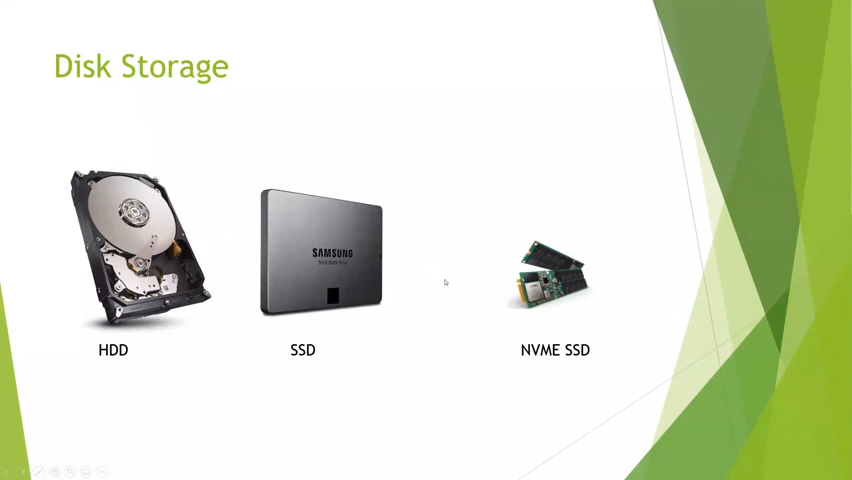 Disk Storage
SAMSUNG
Solid State Drive
HDD
SSD
NVME SSD